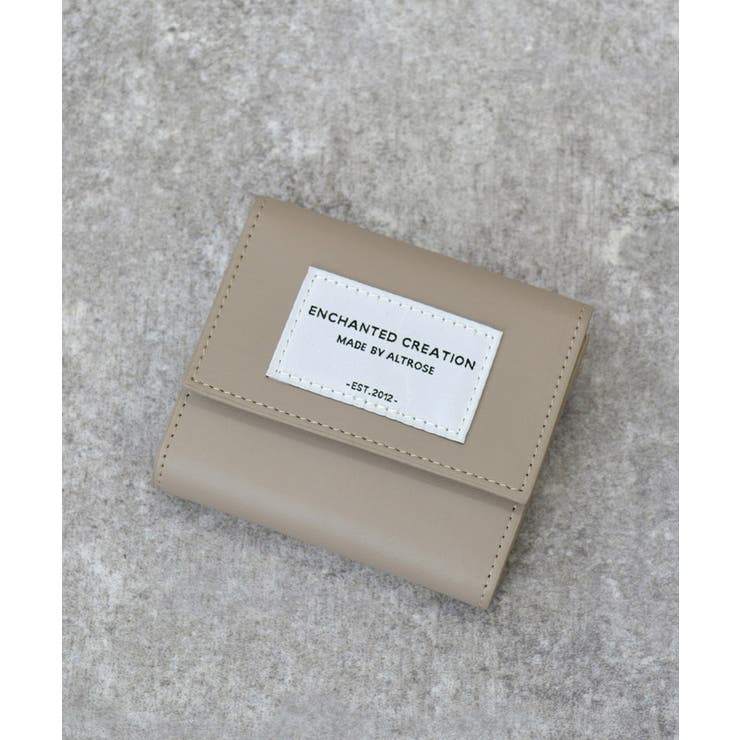 ENCHANTED CREATION
MADE BY ALTROSE
-EST.2012-